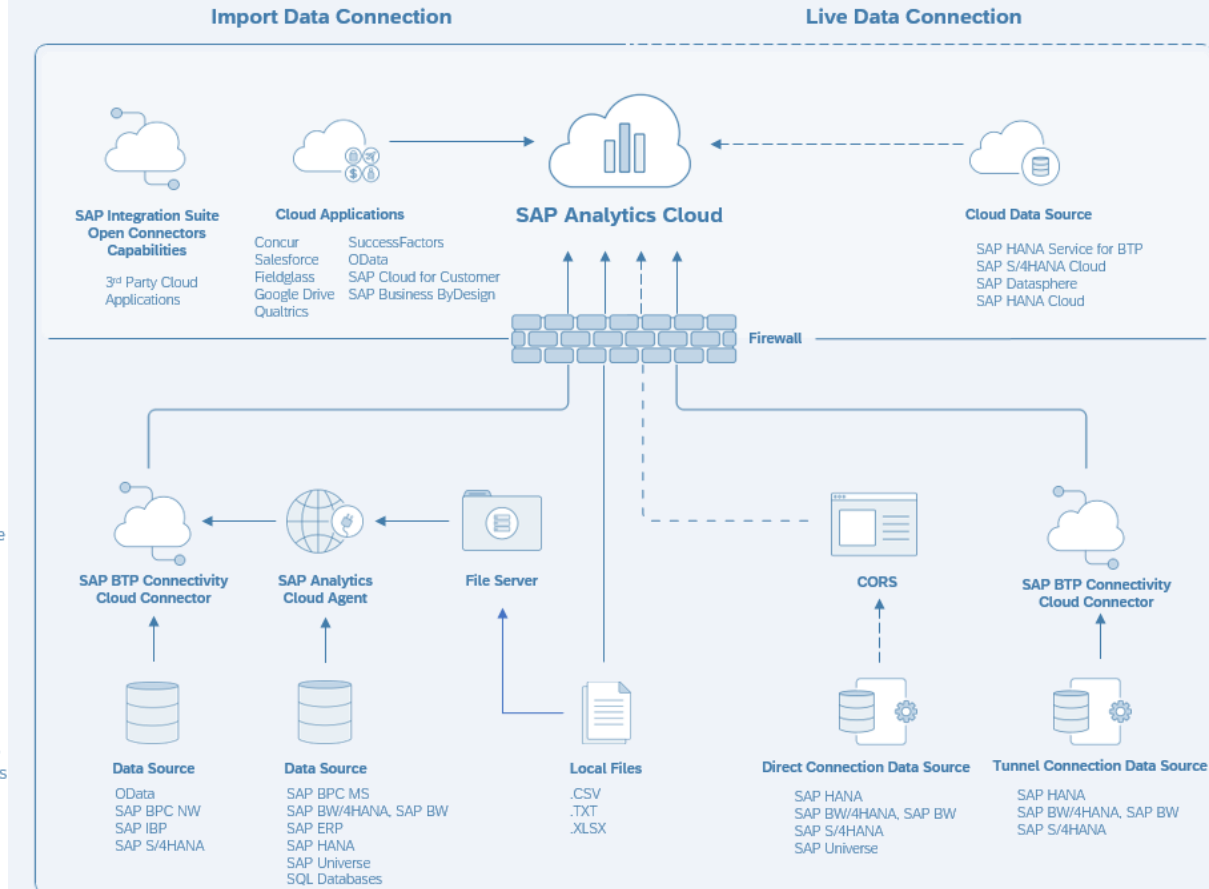 Import Data Connection
Live Data Connection
SAP Integration Suite
Open Connectors
Capabilities
3rd Party Cloud
Applications
Cloud Applications
Concur
Salesforce
Fieldglass
Google Drive
Qualtrics
SuccessFactors
OData
SAP Cloud for Customer
SAP Business ByDesign
SAP Analytics Cloud
Cloud Data Source
SAP HANA Service for BTP
SAP S/4HANA Cloud
SAP Datasphere
SAP HANA Cloud
Firewall
SAP BTP Connectivity
Cloud Connector
SAP Analytics
Cloud Agent
File Server
CORS
SAP BTP Connectivity
Cloud Connector
Data Source
OData
SAP BPC NW
SAP IBP
SAP S/4HANA
Data Source
SAP BPC MS
SAP BW/4HANA, SAP BW
SAP ERP
SAP HANA
SAP Universe
SQL Databases
Local Files
.CSV
.TXT
.XLSX
Direct Connection Data Source
SAP HANA
SAP BW/4HANA, SAP BW
SAP S/4HANA
SAP Universe
Tunnel Connection Data Source
SAP HANA
SAP BW/4HANA, SAP BW
SAP S/4HANA